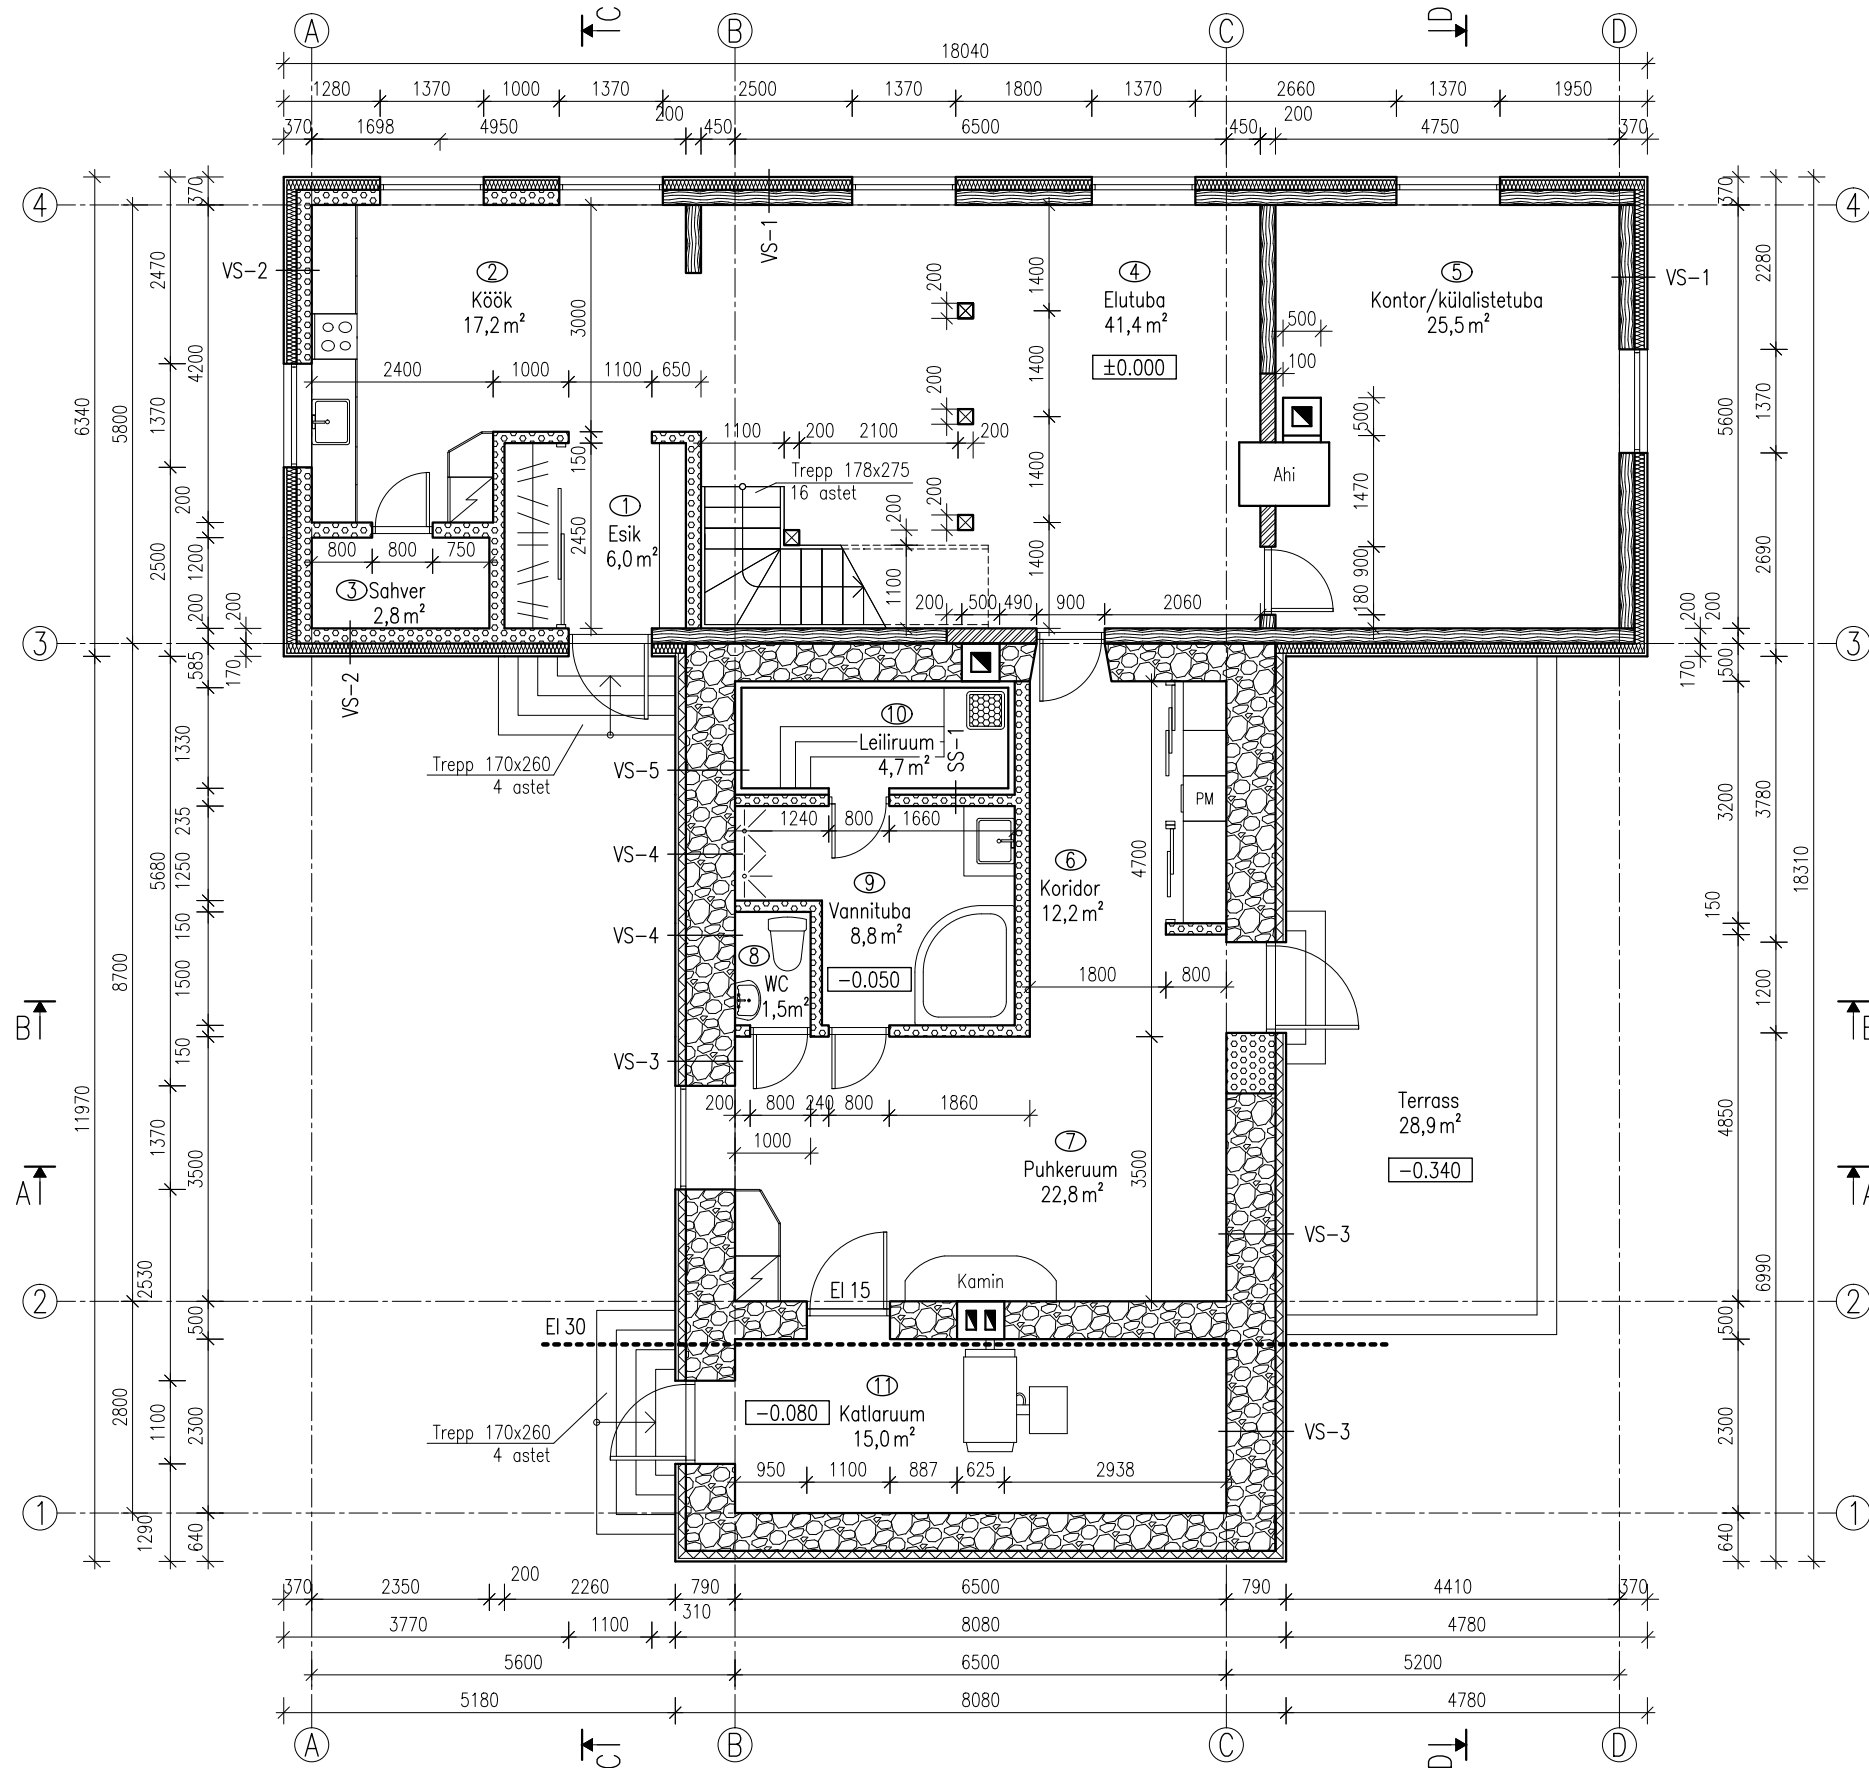 A B C D
C D
18040
1280 1370 1000 1370 2500 1370 1800 1370 2660 1370 1950
370 1698 4950 200 450 6500 450 200 4750 370
4 4
370 370
VS-2 VS-1 VS-1
2 4 5
Köök Elutuba Kontor/külalistetuba
17,2 m² 41,4 m² 25,5 m²
±0.000
2470 4200 1370 200 2500 1200 200 200
6340 5800
3000 200 1400 500
2400 1000 1100 650 200 1400 100
1100 200 2100 200
150 500
Trepp 178x275
16 astet
Ahi
1470
1400
200 200
1
Esik
6,0 m²
2450
800 800 750
3 Sahver
2,8 m²
1100 1400
200 500 490 900 2060
900 180
2280 1370 2690 5600 200 200
3 3
585 170 500 170
VS-2
10
Leiliruum
4,7 m²
SS-1
VS-5
Trepp 170x260
4 astet
1330 235 1250 150 1500 150
5680 8700 11970
PM
1240 800 1660
VS-4
6
Koridor
12,2 m²
4700
9
Vannituba
8,8 m²
-0.050
VS-4
8
WC
1,5m²
1800 800
3200 3780 18310 150 1200
B B
VS-3
200 800 240 800 1860
1000
7
Puhkeruum
22,8 m²
3500
Terrass
28,9 m²
-0.340
4850
1370 3500
A A
VS-3
2530 6990
EI 15
Kamin
2 2
EI 30
500 500
11
Katlaruum
15,0 m²
-0.080
VS-3
Trepp 170x260
4 astet
2800 1100 2300 2300
950 1100 887 625 2938
1 1
1290 640 640
370 2350 200 2260 790 6500 790 4410 370
3770 1100 310 8080 4780
5600 6500 5200
5180 8080 4780
A B C D
C D